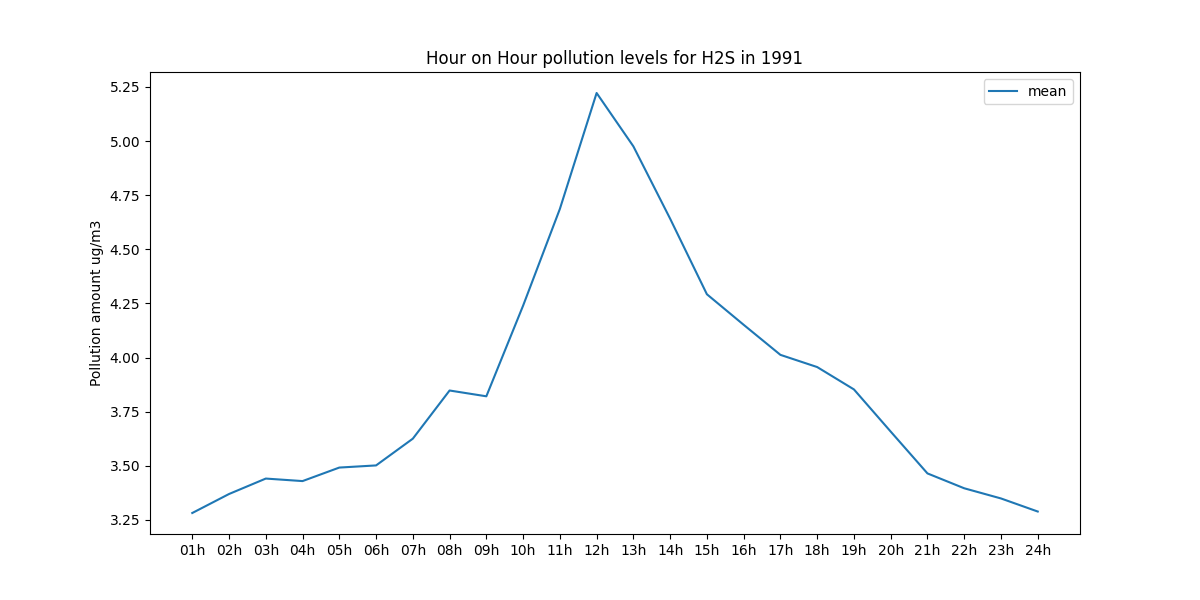 Hour on Hour pollution levels for H2S in 1991
mean
Pollution amount ug/m3
5.25
5.00
4.75
4.50
4.25
4.00
3.75
3.50
3.25
01h 02h 03h 04h 05h 06h 07h 08h 09h 10h 11h 12h 13h 14h 15h 16h 17h 18h 19h 20h 21h 22h 23h 24h